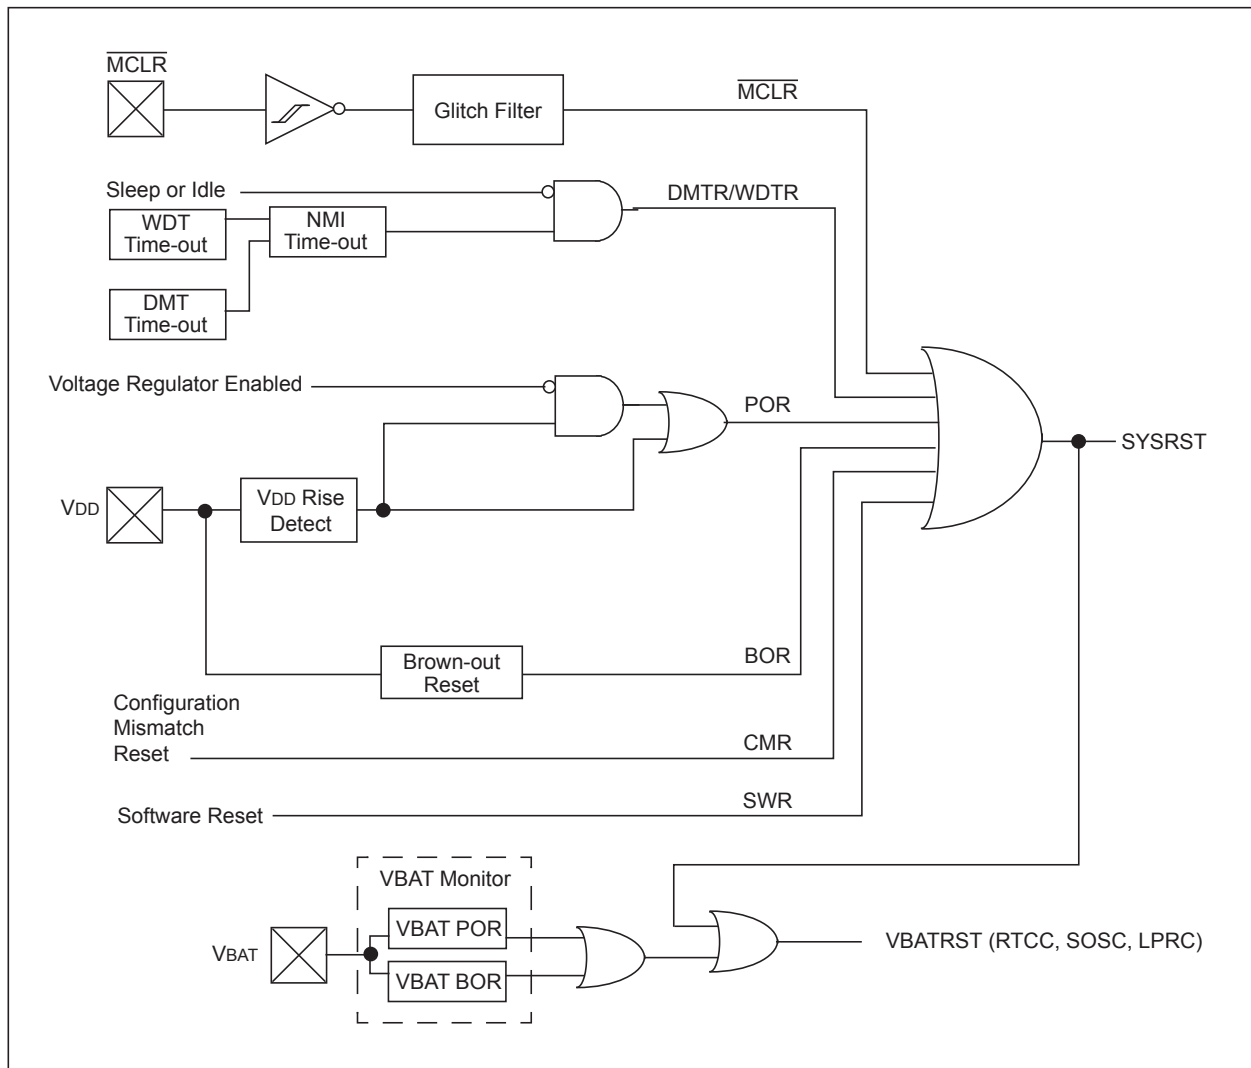 MCLR
Glitch Filter
MCLR
Sleep or Idle
WDT
Time-out
NMI
Time-out
DMTR/WDTR
DMT
Time-out
Voltage Regulator Enabled
POR
SYSRST
VDD
VDD Rise
Detect
Brown-out
Reset
BOR
Configuration
Mismatch
Reset
CMR
Software Reset
SWR
VBAT Monitor
VBAT
VBAT POR
VBAT BOR
VBATRST (RTCC, SOSC, LPRC)